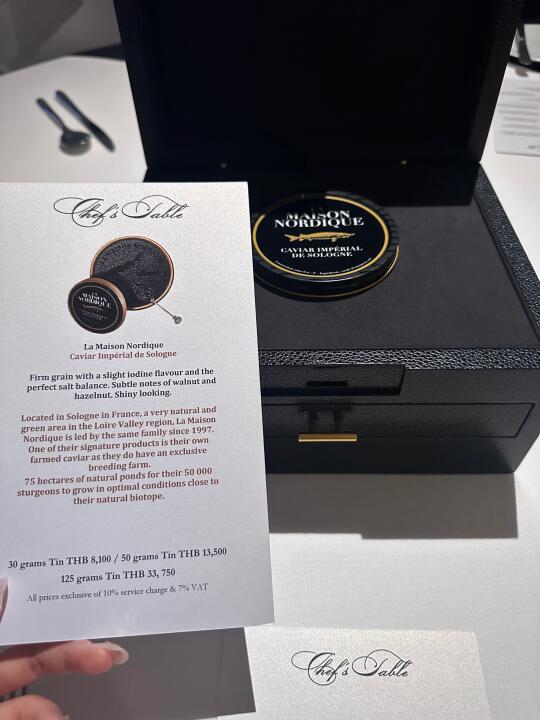 Chef's Table
LA
MAISON
NORDIQUE
La Maison Nordique
Caviar Impérial de Sologne
Firm grain with a slight iodine flavour and the
perfect salt balance. Subtle notes of walnut and
hazelnut. Shiny looking.
Located in Sologne in France, a very natural and
green area in the Loire Valley region, La Maison
Nordique is led by the same family since 1997.
One of their signature products is their own
farmed caviar as they do have an exclusive
breeding farm.
75 hectares of natural ponds for their 50 000
sturgeons to grow in optimal conditions close to
their natural biotope.
30 grams Tin THB 8,100 / 50 grams Tin THB 13,500
125 grams Tin THB 33, 750
All prices exclusive of 10% service charge & 7% VAT
MAISON
NORDIQUE
CAVIAR IMPÉRIAL
DE SOLOGNE
Chef's Table